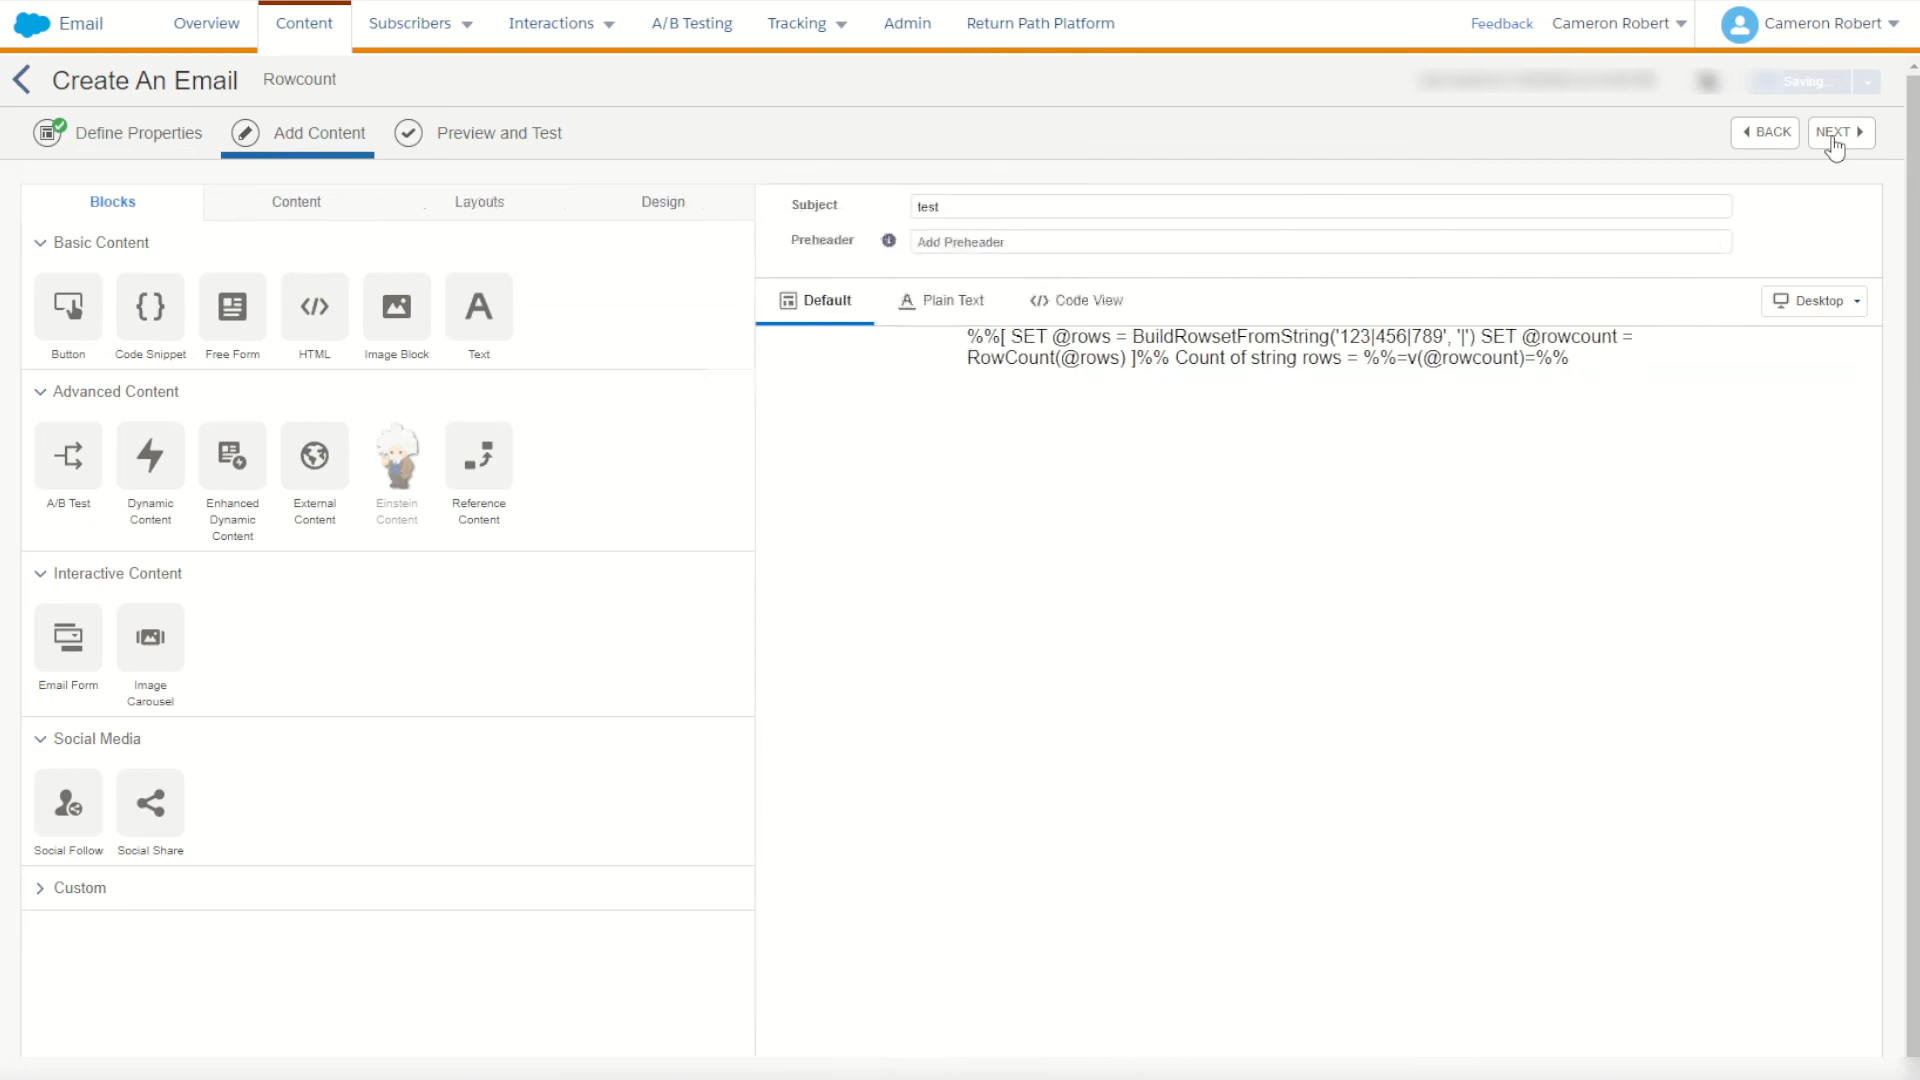 Email Overview Content Subscribers Interactions A/B Testing Tracking Admin Return Path Platform Feedback Cameron Robert Cameron Robert
Create An Email Rowcount Saving...
Define Properties Add Content Preview and Test BACK NEXT
Blocks Content Layouts Design
Subject test
Preheader Add Preheader
Basic Content
Button Code Snippet Free Form HTML Image Block Text
Default Plain Text Code View Desktop
%%[ SET @rows = BuildRowsetFromString('123|456|789', '|') SET @rowcount =
RowCount(@rows) ]%% Count of string rows = %%=v(@rowcount)=%%
Advanced Content
A/B Test Dynamic Content Enhanced Dynamic Content External Content Einstein Content Reference Content
Interactive Content
Email Form Image Carousel
Social Media
Social Follow Social Share
Custom